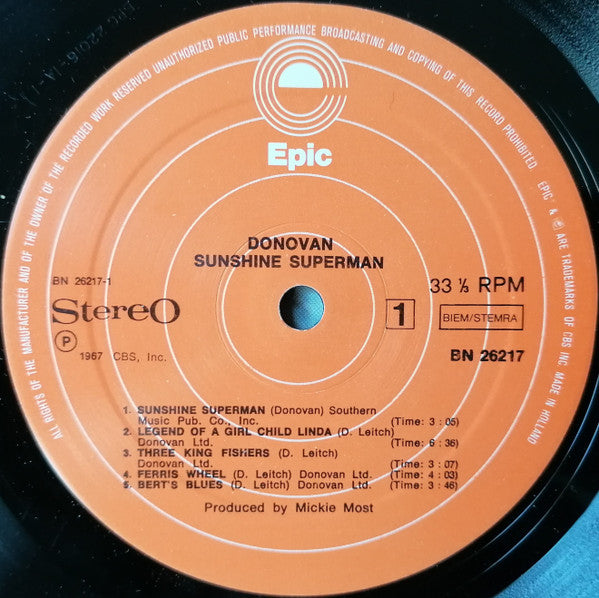 ALL RIGHTS OF THE MANUFACTURER AND OF THE OWNER OF THE RECORDED WORK RESERVED UNAUTHORIZED PUBLIC PERFORMANCE BROADCASTING AND COPYING OF THIS RECORD PROHIBITED. EPIC & ARE TRADEMARKS OF CBS INC MADE IN HOLLAND
Epic
DONOVAN
SUNSHINE SUPERMAN
BN 26217-1
StereO
℗ 1967 CBS, Inc.
33 ⅓ RPM
1
BIEM/STEMRA
BN 26217
1. SUNSHINE SUPERMAN (Donovan) Southern
Music Pub. Co., Inc. (Time: 3 : 05)
2. LEGEND OF A GIRL CHILD LINDA (D. Leitch)
Donovan Ltd. (Time: 6 : 36)
3. THREE KING FISHERS (D. Leitch)
Donovan Ltd. (Time: 3 : 07)
4. FERRIS WHEEL (D. Leitch) Donovan Ltd. (Time: 4 : 03)
5. BERT'S BLUES (D. Leitch) Donovan Ltd. (Time: 3 : 46)
Produced by Mickie Most